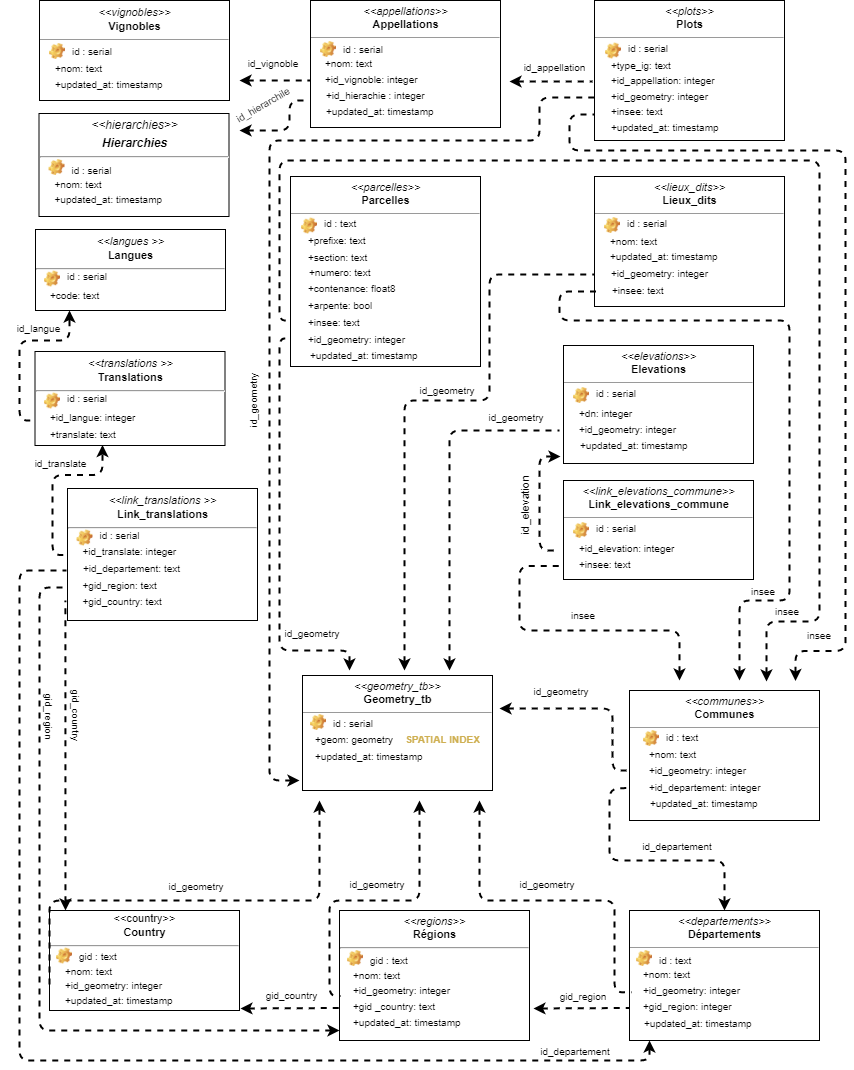 <<vignobles>>
Vignobles
id : serial
+nom: text
+updated_at: timestamp
<<appellations>>
Appellations
id : serial
+nom: text
+id_vignoble: integer
+id_hierachie : integer
+updated_at: timestamp
<<plots>>
Plots
id : serial
+type_ig: text
+id_appellation: integer
+id_geometry: integer
+insee: text
+updated_at: timestamp
id_vignoble
id_appellation
id_hierarchile
<<hierarchies>>
Hierarchies
id : serial
+nom: text
+updated_at: timestamp
<<parcelles>>
Parcelles
id : text
+prefixe: text
+section: text
+numero: text
+contenance: float8
+arpente: bool
+insee: text
+id_geometry: integer
+updated_at: timestamp
<<lieux_dits>>
Lieux_dits
id : serial
+nom: text
+updated_at: timestamp
+id_geometry: integer
+insee: text
<<langues >>
Langues
id : serial
+code: text
id_langue
<<translations >>
Translations
id : serial
+id_langue: integer
+translate: text
id_geometry
id_geometry
id_geometry
<<elevations>>
Elevations
id : serial
+dn: integer
+id_geometry: integer
+updated_at: timestamp
id_translate
<<link_translations >>
Link_translations
id : serial
+id_translate: integer
+id_departement: text
+gid_region: text
+gid_country: text
id_elevation
<<link_elevations_commune>>
Link_elevations_commune
id : serial
+id_elevation: integer
+insee: text
insee
insee
insee
insee
id_geometry
gid_region
gid_country
<<geometry_tb>>
Geometry_tb
id : serial
+geom: geometry SPATIAL INDEX
+updated_at: timestamp
id_geometry
<<communes>>
Communes
id : text
+nom: text
+id_geometry: integer
+id_departement: integer
+updated_at: timestamp
id_departement
id_geometry
id_geometry
id_geometry
<<country>>
Country
gid : text
+nom: text
+id_geometry: integer
+updated_at: timestamp
gid_country
<<regions>>
Régions
gid : text
+nom: text
+id_geometry: integer
+gid _country: text
+updated_at: timestamp
gid_region
<<departements>>
Départements
id : text
+nom: text
+id_geometry: integer
+gid_region: integer
+updated_at: timestamp
id_departement